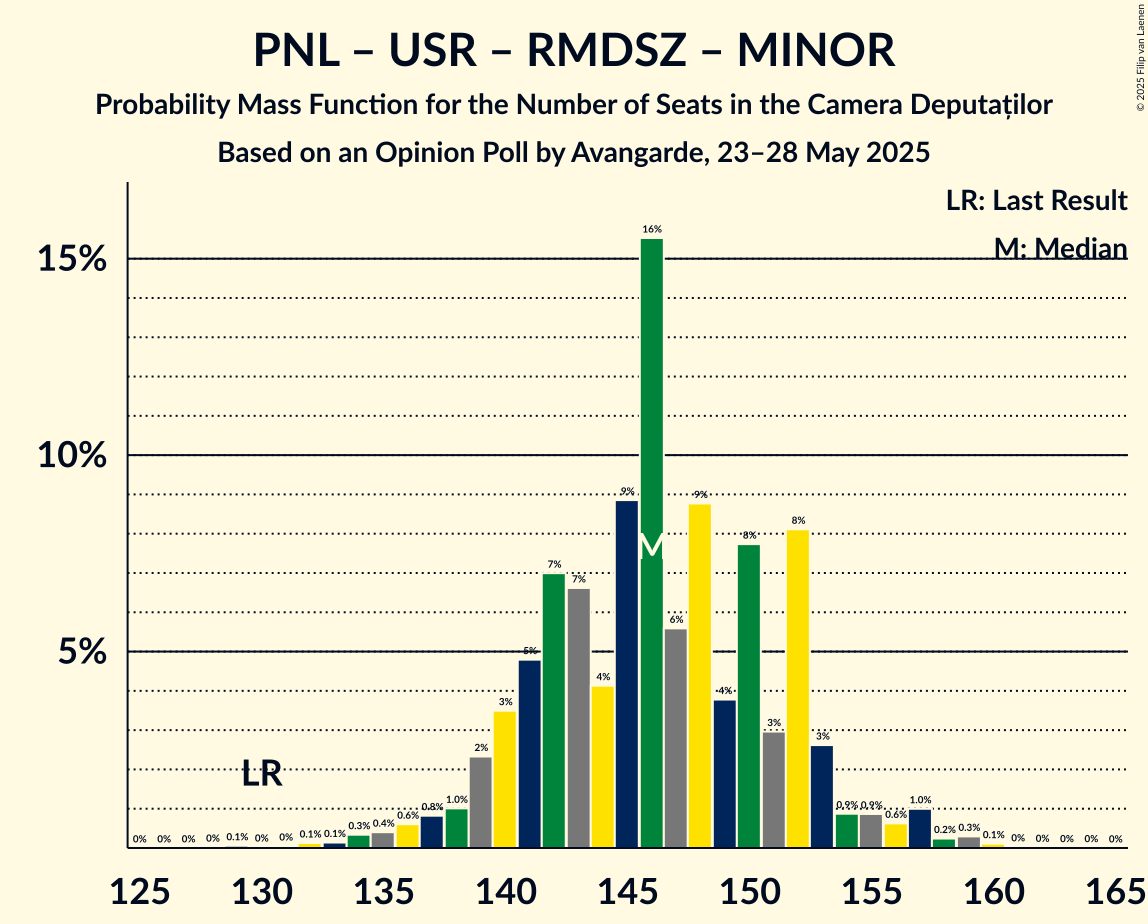 PNL – USR – RMDSZ – MINOR
Probability Mass Function for the Number of Seats in the Camera Deputaților
Based on an Opinion Poll by Avangarde, 23–28 May 2025
© 2025 Filip van Laenen
LR: Last Result
M: Median
15%
10%
5%
16%
9%
9%
8%
8%
7%
7%
6%
5%
4%
4%
3%
3%
3%
2%
M
LR
0% 0% 0% 0% 0.1% 0% 0% 0.1% 0.1% 0.3% 0.4% 0.6% 0.8% 1.0%
0.9% 0.9% 0.6% 1.0% 0.2% 0.3% 0.1% 0% 0% 0% 0% 0%
125 130 135 140 145 150 155 160 165